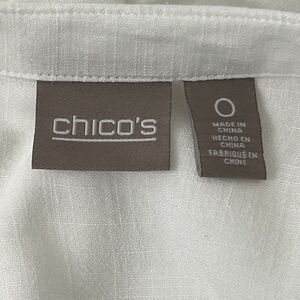 chico's
0
MADE IN
CHINA
HECHO EN
CHINA
FABRIQUÉ EN
CHINE